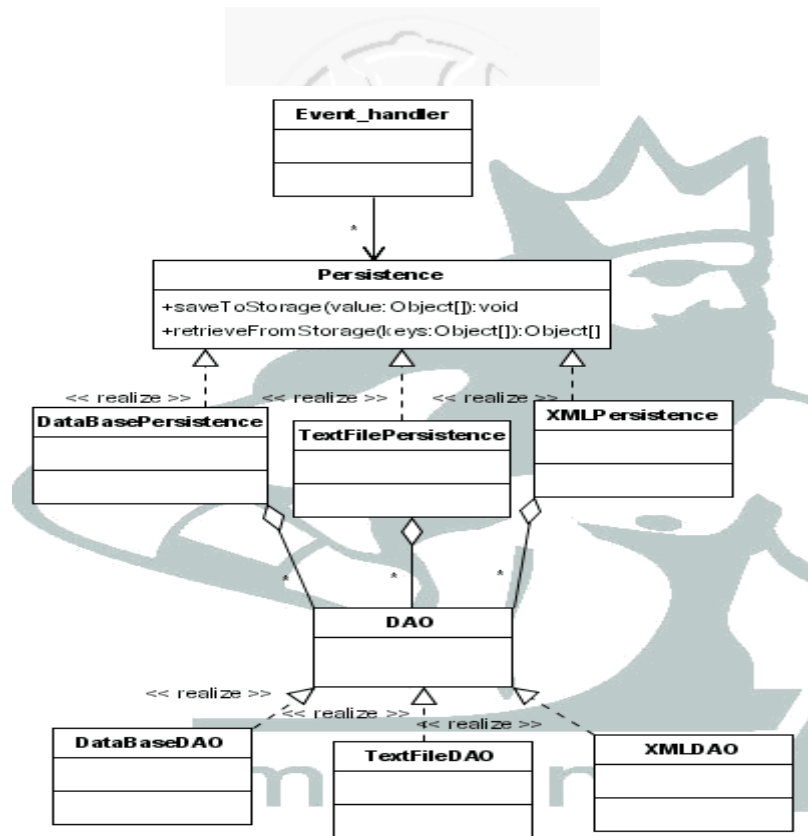 Event_handler
*
Persistence
+saveToStorage(value:Object[]):void
+retrieveFromStorage(keys:Object[]):Object[]
<< realize >>
<< realize >>
<< realize >>
DataBasePersistence
TextFilePersistence
XMLPersistence
*
*
*
DAO
<< realize >>
<< realize >>
<< realize >>
DataBaseDAO
TextFileDAO
XMLDAO